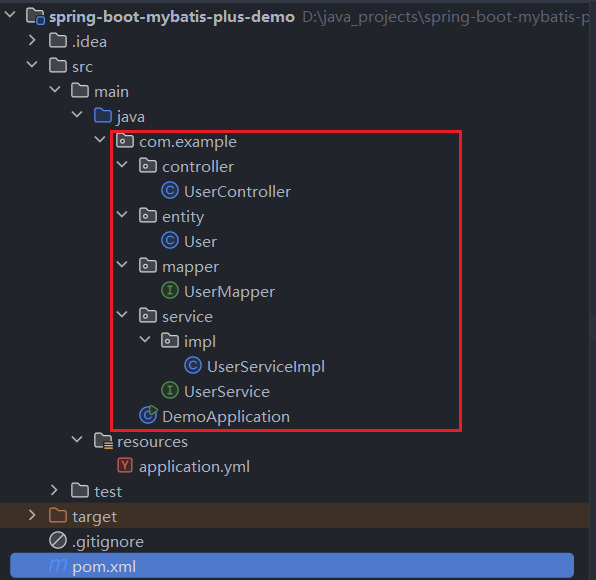 spring-boot-mybatis-plus-demo D:\java_projects\spring-boot-mybatis-p
.idea
src
main
java
com.example
controller
C UserController
entity
C User
mapper
I UserMapper
service
impl
C UserServiceImpl
I UserService
C DemoApplication
resources
Y application.yml
test
target
.gitignore
m pom.xml